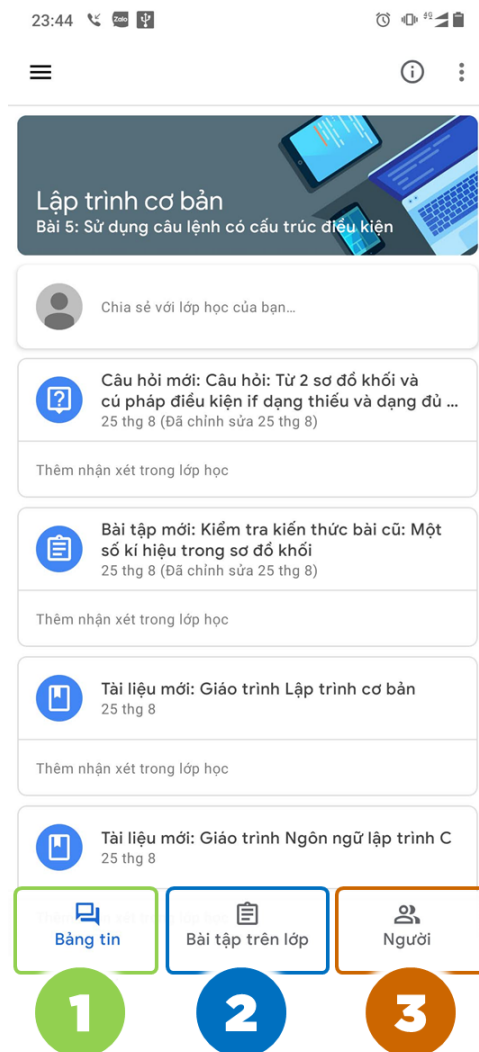 23:44
Zalo
4G
Lập trình cơ bản
Bài 5: Sử dụng câu lệnh có cấu trúc điều kiện
Chia sẻ với lớp học của bạn...
Câu hỏi mới: Câu hỏi: Từ 2 sơ đồ khối và
cú pháp điều kiện if dạng thiếu và dạng đủ ...
25 thg 8 (Đã chỉnh sửa 25 thg 8)
Thêm nhận xét trong lớp học
Bài tập mới: Kiểm tra kiến thức bài cũ: Một
số kí hiệu trong sơ đồ khối
25 thg 8 (Đã chỉnh sửa 25 thg 8)
Thêm nhận xét trong lớp học
Tài liệu mới: Giáo trình Lập trình cơ bản
25 thg 8
Thêm nhận xét trong lớp học
Tài liệu mới: Giáo trình Ngôn ngữ lập trình C
25 thg 8
Bảng tin
Bài tập trên lớp
Người
1
2
3